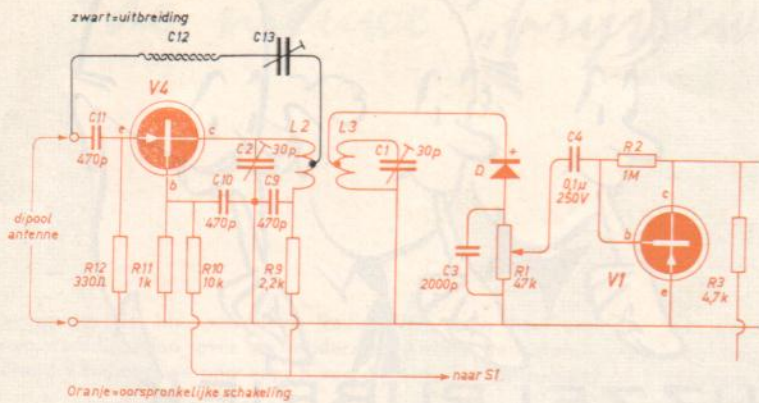 zwart=uitbreiding
C12
C13
V4
C11
470p
e
c
b
L2
L3
C2
30p
C10
470p
C9
470p
C1
30p
D
+
C4
0,1µ
250V
R2
1M
c
b
e
V1
dipool
antenne
R12
330Ω
R11
1k
R10
10k
R9
2,2k
C3
2000p
R1
47k
R3
4,7k
naar S1
Oranje=oorspronkelijke schakeling